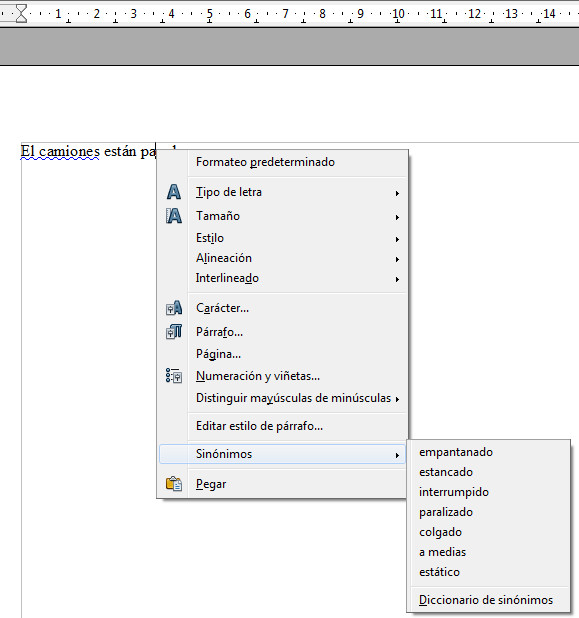 1 2 3 4 5 6 7 8 9 10 11 12 13 14
El camiones están
Formateo predeterminado
Tipo de letra
Tamaño
Estilo
Alineación
Interlineado
Carácter...
Párrafo...
Página...
Numeración y viñetas...
Distinguir mayúsculas de minúsculas
Editar estilo de párrafo...
Sinónimos
Pegar
empantanado
estancado
interrumpido
paralizado
colgado
a medias
estático
Diccionario de sinónimos